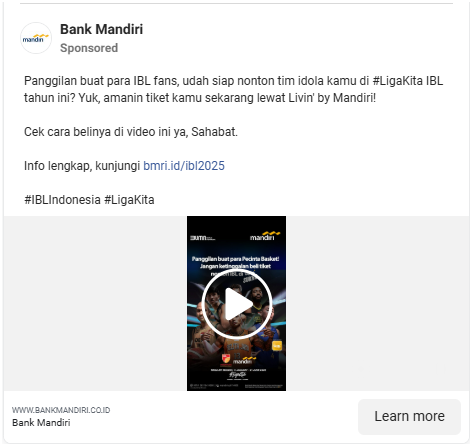 Bank Mandiri
Sponsored
mandiri
Panggilan buat para IBL fans, udah siap nonton tim idola kamu di #LigaKita IBL
tahun ini? Yuk, amanin tiket kamu sekarang lewat Livin' by Mandiri!
Cek cara belinya di video ini ya, Sahabat.
Info lengkap, kunjungi bmri.id/ibl2025
#IBLIndonesia #LigaKita
BUMN mandiri
Panggilan buat para Pecinta Basket!
Jangan ketinggalan beli tiket
mandiri
WWW.BANKMANDIRI.CO.ID
Bank Mandiri
Learn more